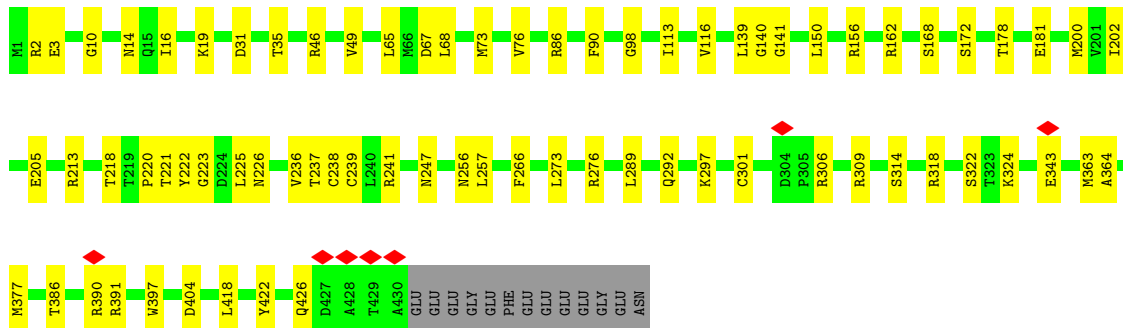 M1 R2 E3 G10 N14 Q15 I16 K19 D31 T35 R46 V49 L65 M66 D67 L68 M73 V76 R86 F90 G98 I113 V116 L139 G140 G141 L150 R156 R162 S168 S172 T178 E181 M200 V201 I202
E205 R213 T218 T219 P220 T221 Y222 G223 D224 L225 N226 V236 T237 C238 C239 L240 R241 N247 N256 L257 F266 L273 R276 L289 Q292 K297 C301 D304 P305 R306 R309 S314 R318 S322 T323 K324 E343 M363 A364
M377 T386 R390 R391 W397 D404 L418 Y422 Q426 D427 A428 T429 A430 GLU GLU GLU GLY GLU PHE GLU GLU GLU GLU GLY GLU ASN